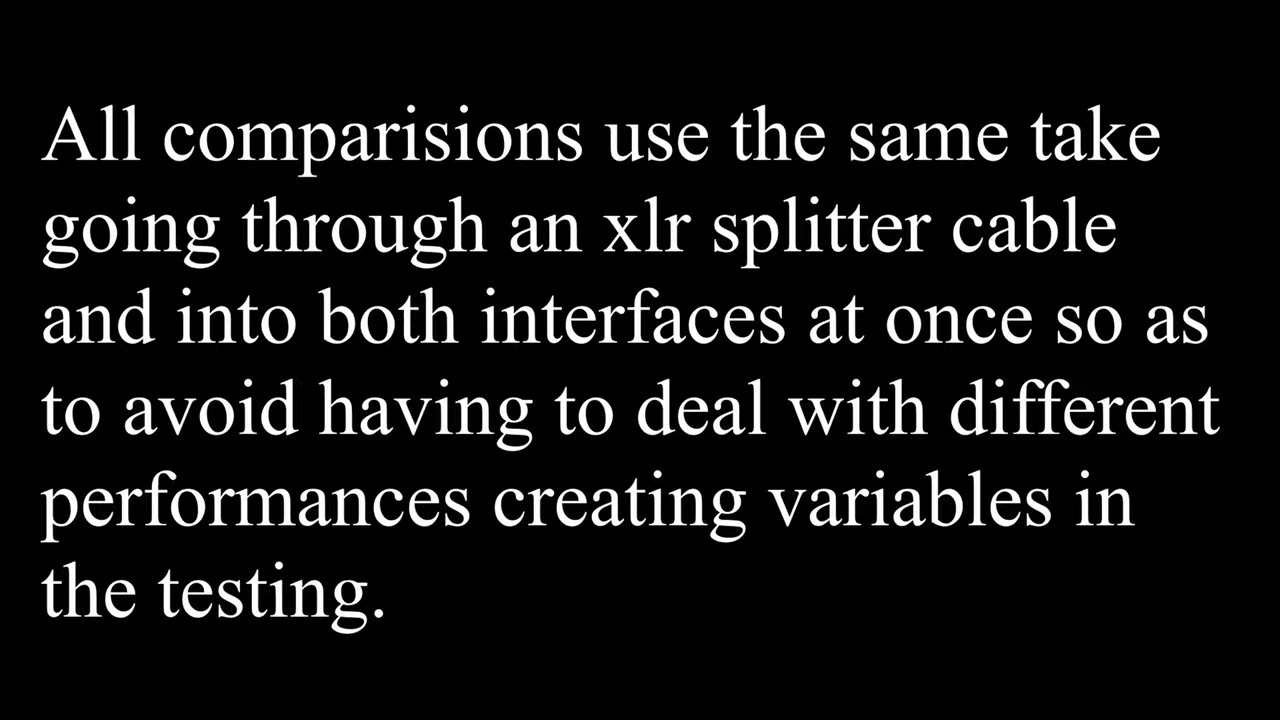 All comparisions use the same take
going through an xlr splitter cable
and into both interfaces at once so as
to avoid having to deal with different
performances creating variables in
the testing.